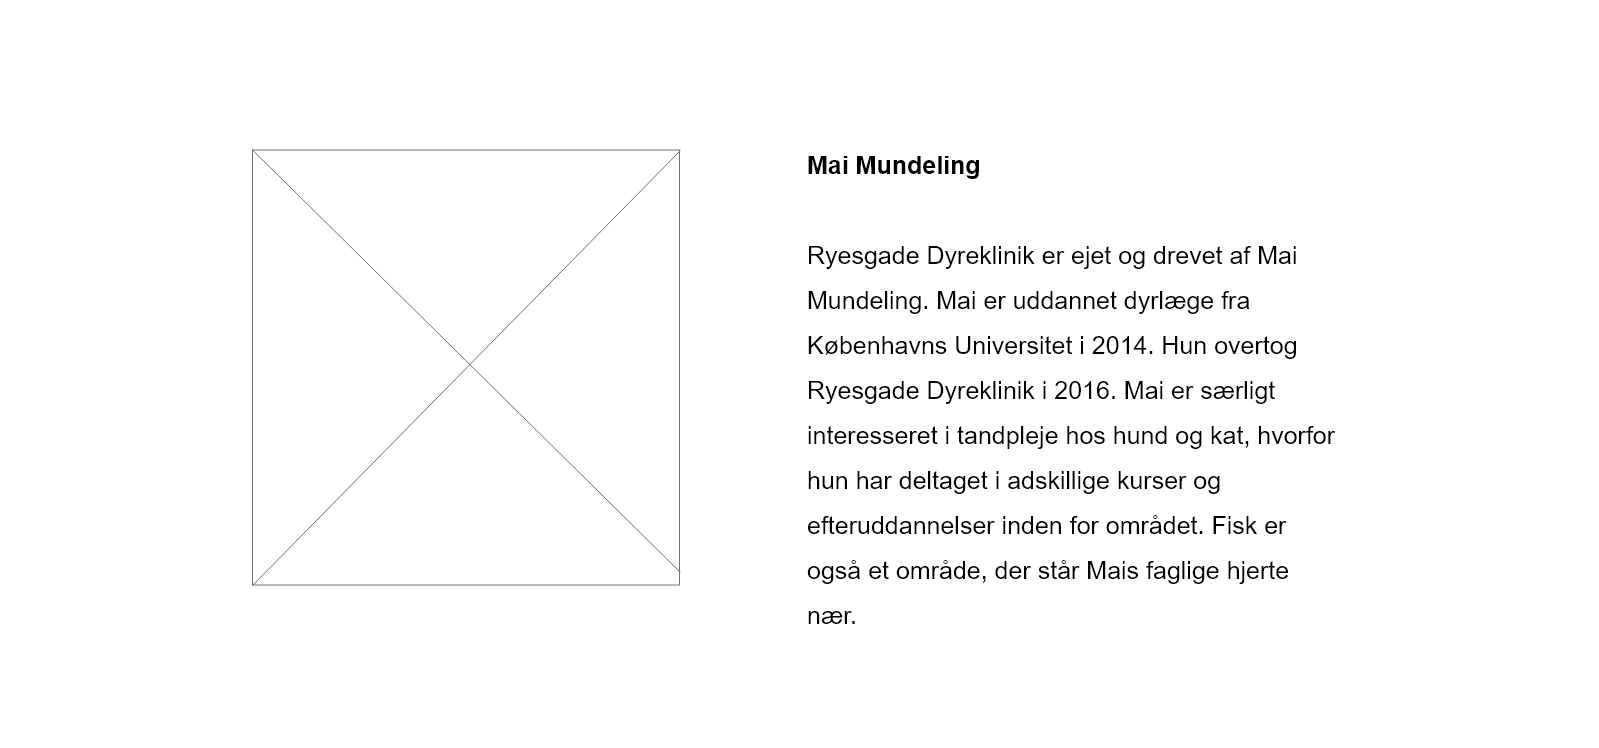 Mai Mundeling
Ryesgade Dyreklinik er ejet og drevet af Mai
Mundeling. Mai er uddannet dyrlæge fra
Københavns Universitet i 2014. Hun overtog
Ryesgade Dyreklinik i 2016. Mai er særligt
interesseret i tandpleje hos hund og kat, hvorfor
hun har deltaget i adskillige kurser og
efteruddannelser inden for området. Fisk er
også et område, der står Mais faglige hjerte
nær.